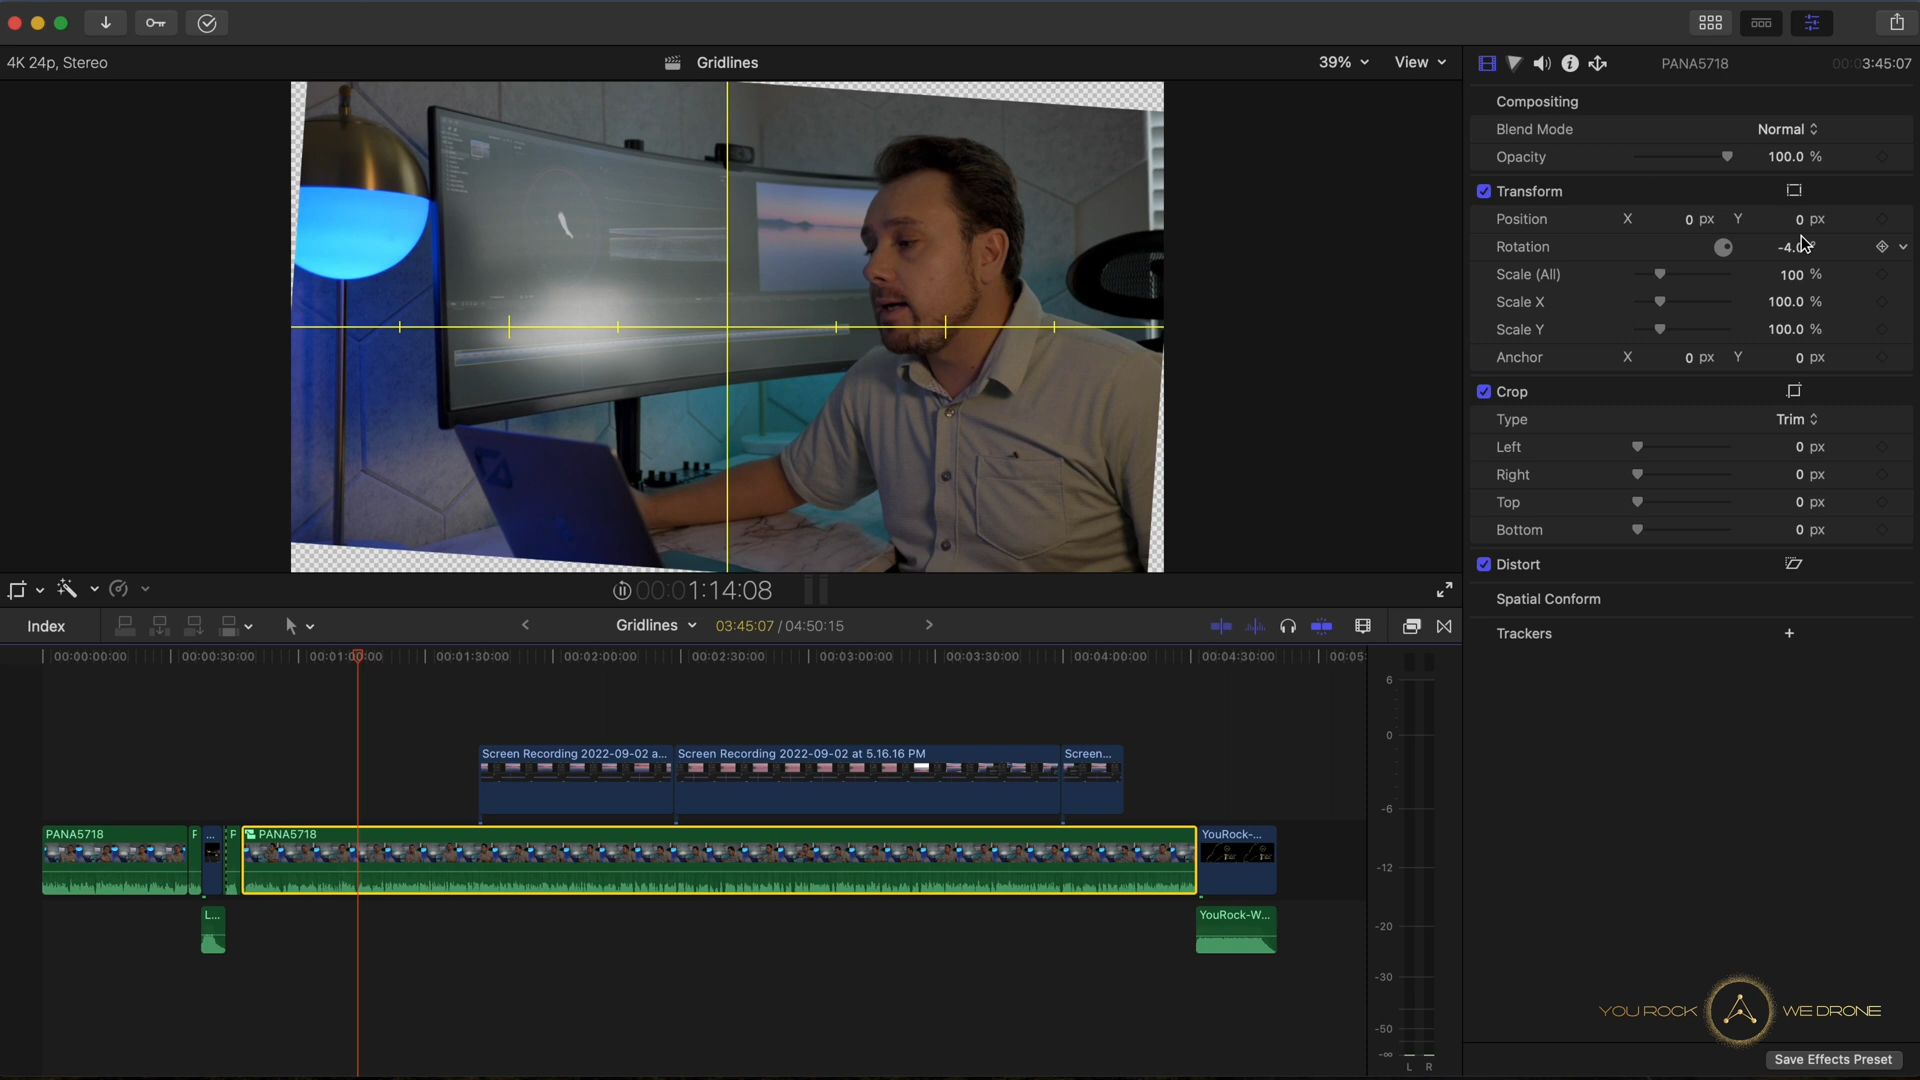 4K 24p, Stereo
Gridlines
39%
View
PANA5718
00:003:45:07
Compositing
Blend Mode
Normal
Opacity
100.0 %
Transform
Position
X
0 px
Y
0 px
Rotation
Scale (All)
100 %
Scale X
100.0 %
Scale Y
100.0 %
Anchor
X
0 px
Y
0 px
Crop
Type
Trim
Left
0 px
Right
0 px
Top
0 px
Bottom
0 px
Distort
Spatial Conform
Trackers
00:01:14:08
Index
Gridlines
03:45:07 / 04:50:15
00:00:00:00
00:00:30:00
00:01:00:00
00:01:30:00
00:02:00:00
00:02:30:00
00:03:00:00
00:03:30:00
00:04:00:00
00:04:30:00
00:05:
6
0
-6
-12
-20
-30
-50
-∞
L R
Screen Recording 2022-09-02 a...
Screen Recording 2022-09-02 at 5.16.16 PM
Screen...
PANA5718
...
PANA5718
YouRock-...
L...
YouRock-W...
YOU ROCK
WE DRONE
Save Effects Preset